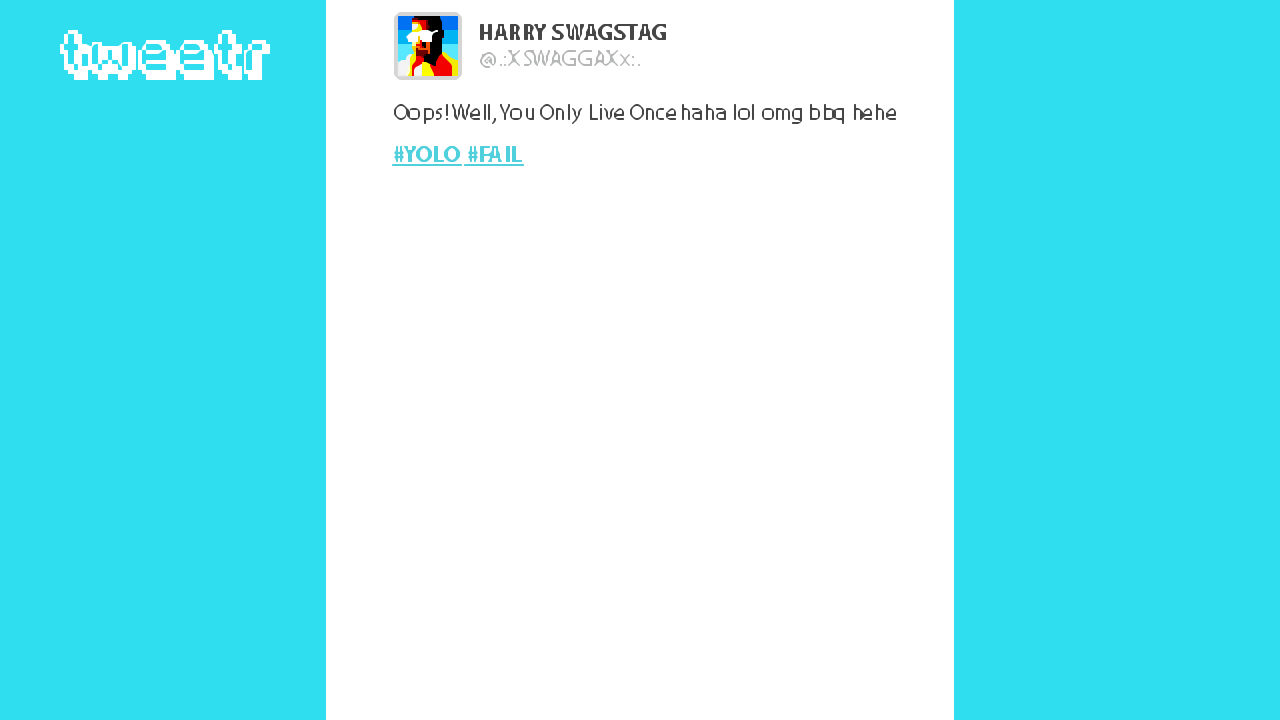 tweetr
HARRY SWAGSTAG
@.:XSWAGGAXx:.
Oops! Well, You Only Live Once haha lol omg bbq hehe
#YOLO #FAIL